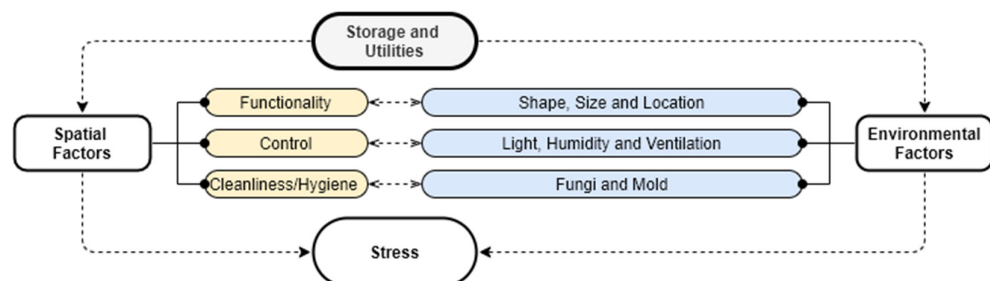 Storage and
Utilities
Functionality
Shape, Size and Location
Spatial
Factors
Control
Light, Humidity and Ventilation
Environmental
Factors
Cleanliness/Hygiene
Fungi and Mold
Stress